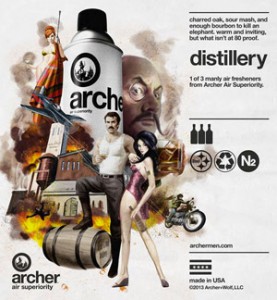 charred oak, sour mash, and
enough bourbon to kill an
elephant. warm and inviting,
but what isn't at 80 proof.
distillery
1 of 3 manly air fresheners
from Archer Air Superiority.
archer
air superiority.
N2
archermen.com
archer
air superiority
made in USA
©2013 Archer+Wolf, LLC